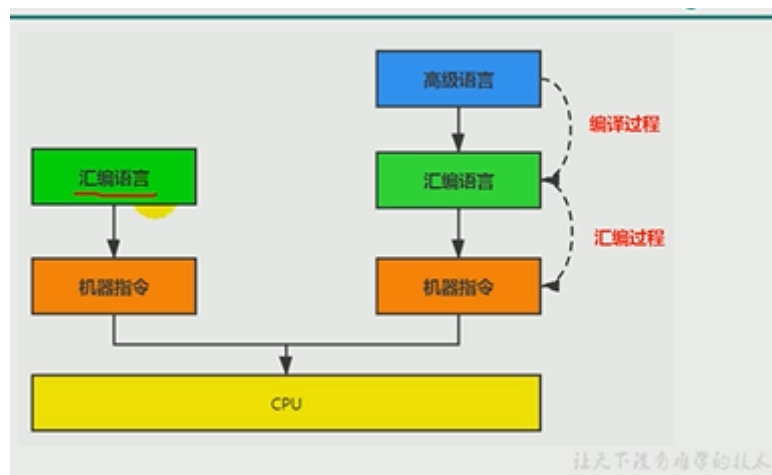 高级语言
编译过程
汇编语言
汇编语言
汇编过程
机器指令
机器指令
CPU
让天下没有难学的技术